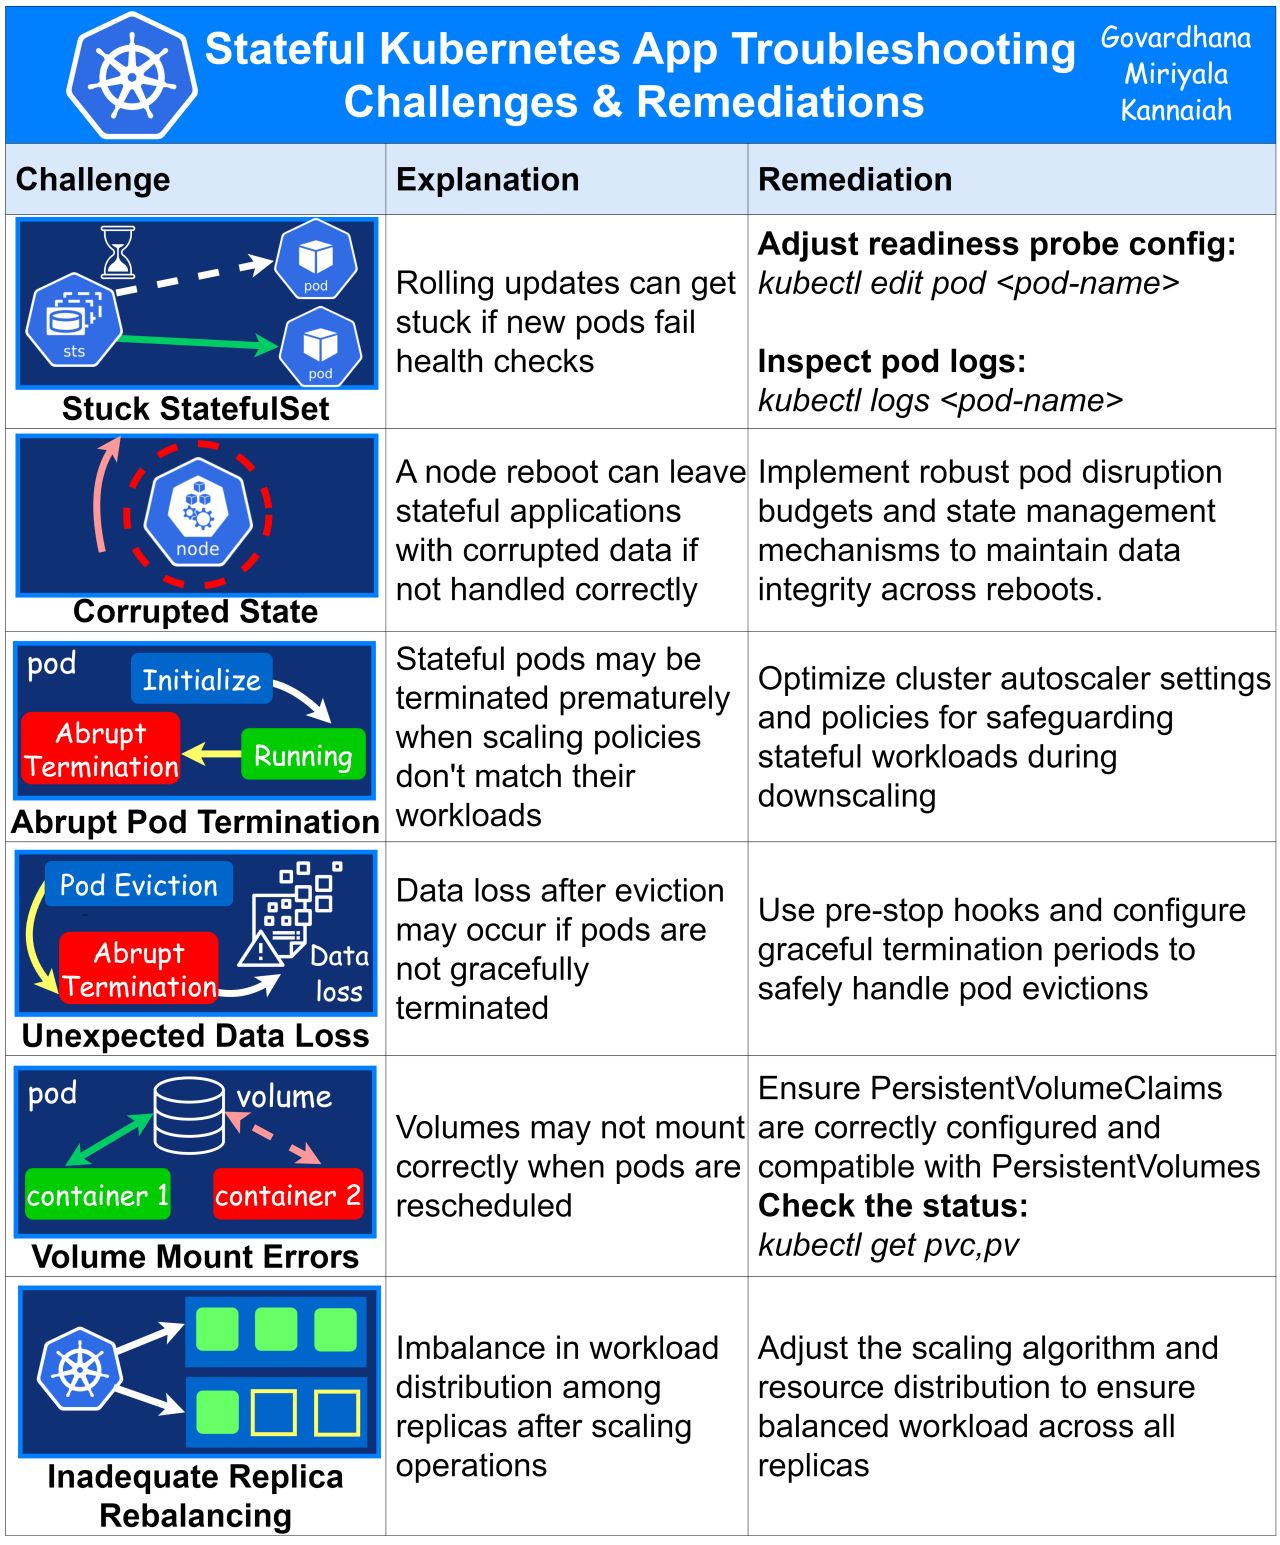 Stateful Kubernetes App Troubleshooting
Challenges & Remediations
Govardhana
Miriyala
Kannaiah
Challenge
Explanation
Remediation
pod
sts
pod
Stuck StatefulSet
Rolling updates can get
stuck if new pods fail
health checks
Adjust readiness probe config:
kubectl edit pod <pod-name>
Inspect pod logs:
kubectl logs <pod-name>
node
Corrupted State
A node reboot can leave
stateful applications
with corrupted data if
not handled correctly
Implement robust pod disruption
budgets and state management
mechanisms to maintain data
integrity across reboots.
pod
Initialize
Abrupt
Termination
Running
Abrupt Pod Termination
Stateful pods may be
terminated prematurely
when scaling policies
don't match their
workloads
Optimize cluster autoscaler settings
and policies for safeguarding
stateful workloads during
downscaling
Pod Eviction
Abrupt
Termination
Data
loss
Unexpected Data Loss
Data loss after eviction
may occur if pods are
not gracefully
terminated
Use pre-stop hooks and configure
graceful termination periods to
safely handle pod evictions
pod
volume
container 1
container 2
Volume Mount Errors
Volumes may not mount
correctly when pods are
rescheduled
Ensure PersistentVolumeClaims
are correctly configured and
compatible with PersistentVolumes
Check the status:
kubectl get pvc,pv
Inadequate Replica
Rebalancing
Imbalance in workload
distribution among
replicas after scaling
operations
Adjust the scaling algorithm and
resource distribution to ensure
balanced workload across all
replicas